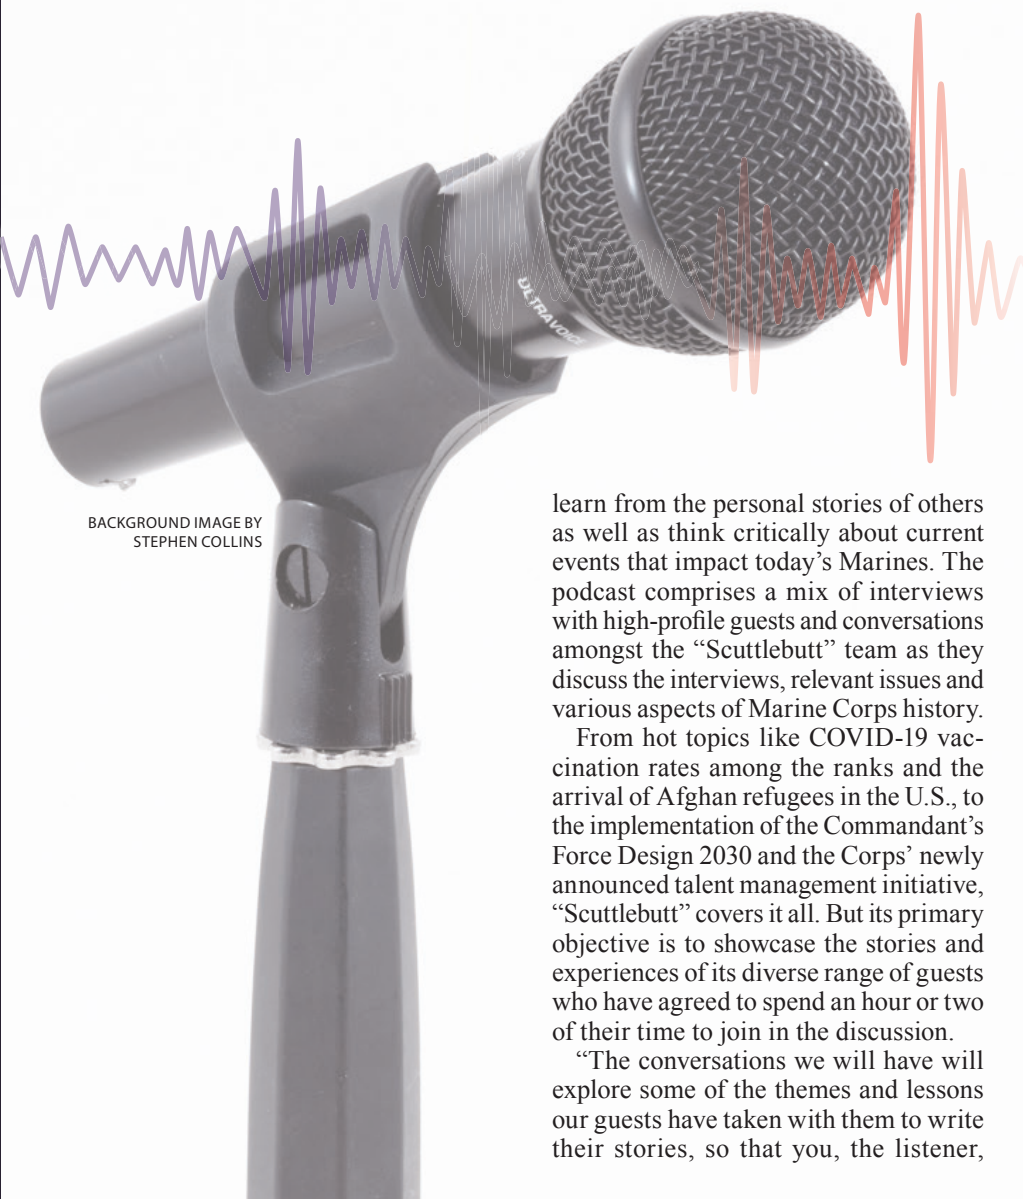 ULTRAVOICE
BACKGROUND IMAGE BY
STEPHEN COLLINS
learn from the personal stories of others
as well as think critically about current
events that impact today’s Marines. The
podcast comprises a mix of interviews
with high-profile guests and conversations
amongst the “Scuttlebutt” team as they
discuss the interviews, relevant issues and
various aspects of Marine Corps history.
From hot topics like COVID-19 vac-
cination rates among the ranks and the
arrival of Afghan refugees in the U.S., to
the implementation of the Commandant’s
Force Design 2030 and the Corps’ newly
announced talent management initiative,
“Scuttlebutt” covers it all. But its primary
objective is to showcase the stories and
experiences of its diverse range of guests
who have agreed to spend an hour or two
of their time to join in the discussion.
“The conversations we will have will
explore some of the themes and lessons
our guests have taken with them to write
their stories, so that you, the listener,